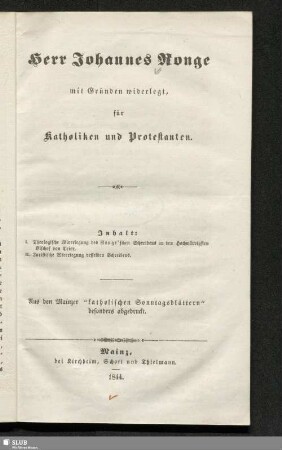 Herr Johannes Ronge
mit Gründen widerlegt,
für
Katholiken und Protestanten.
Inhalt:
I. Theologische Widerlegung des Ronge'schen Schreibens an den Hochwürdigsten
Bischof von Trier.
II. Juristische Widerlegung desselben Schreibens.
Aus den Mainzer "katholischen Sonntagsblättern"
besonders abgedruckt.
Mainz,
bei Kirchheim, Schott und Thielmann.
1844.
SLUB